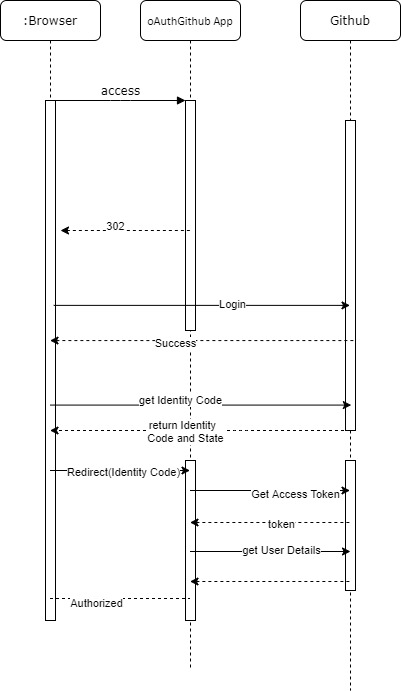 :Browser
oAuthGithub App
Github
access
302
Login
Success
get Identity Code
return Identity
Code and State
Redirect(Identity Code)
Get Access Token
token
get User Details
Authorized